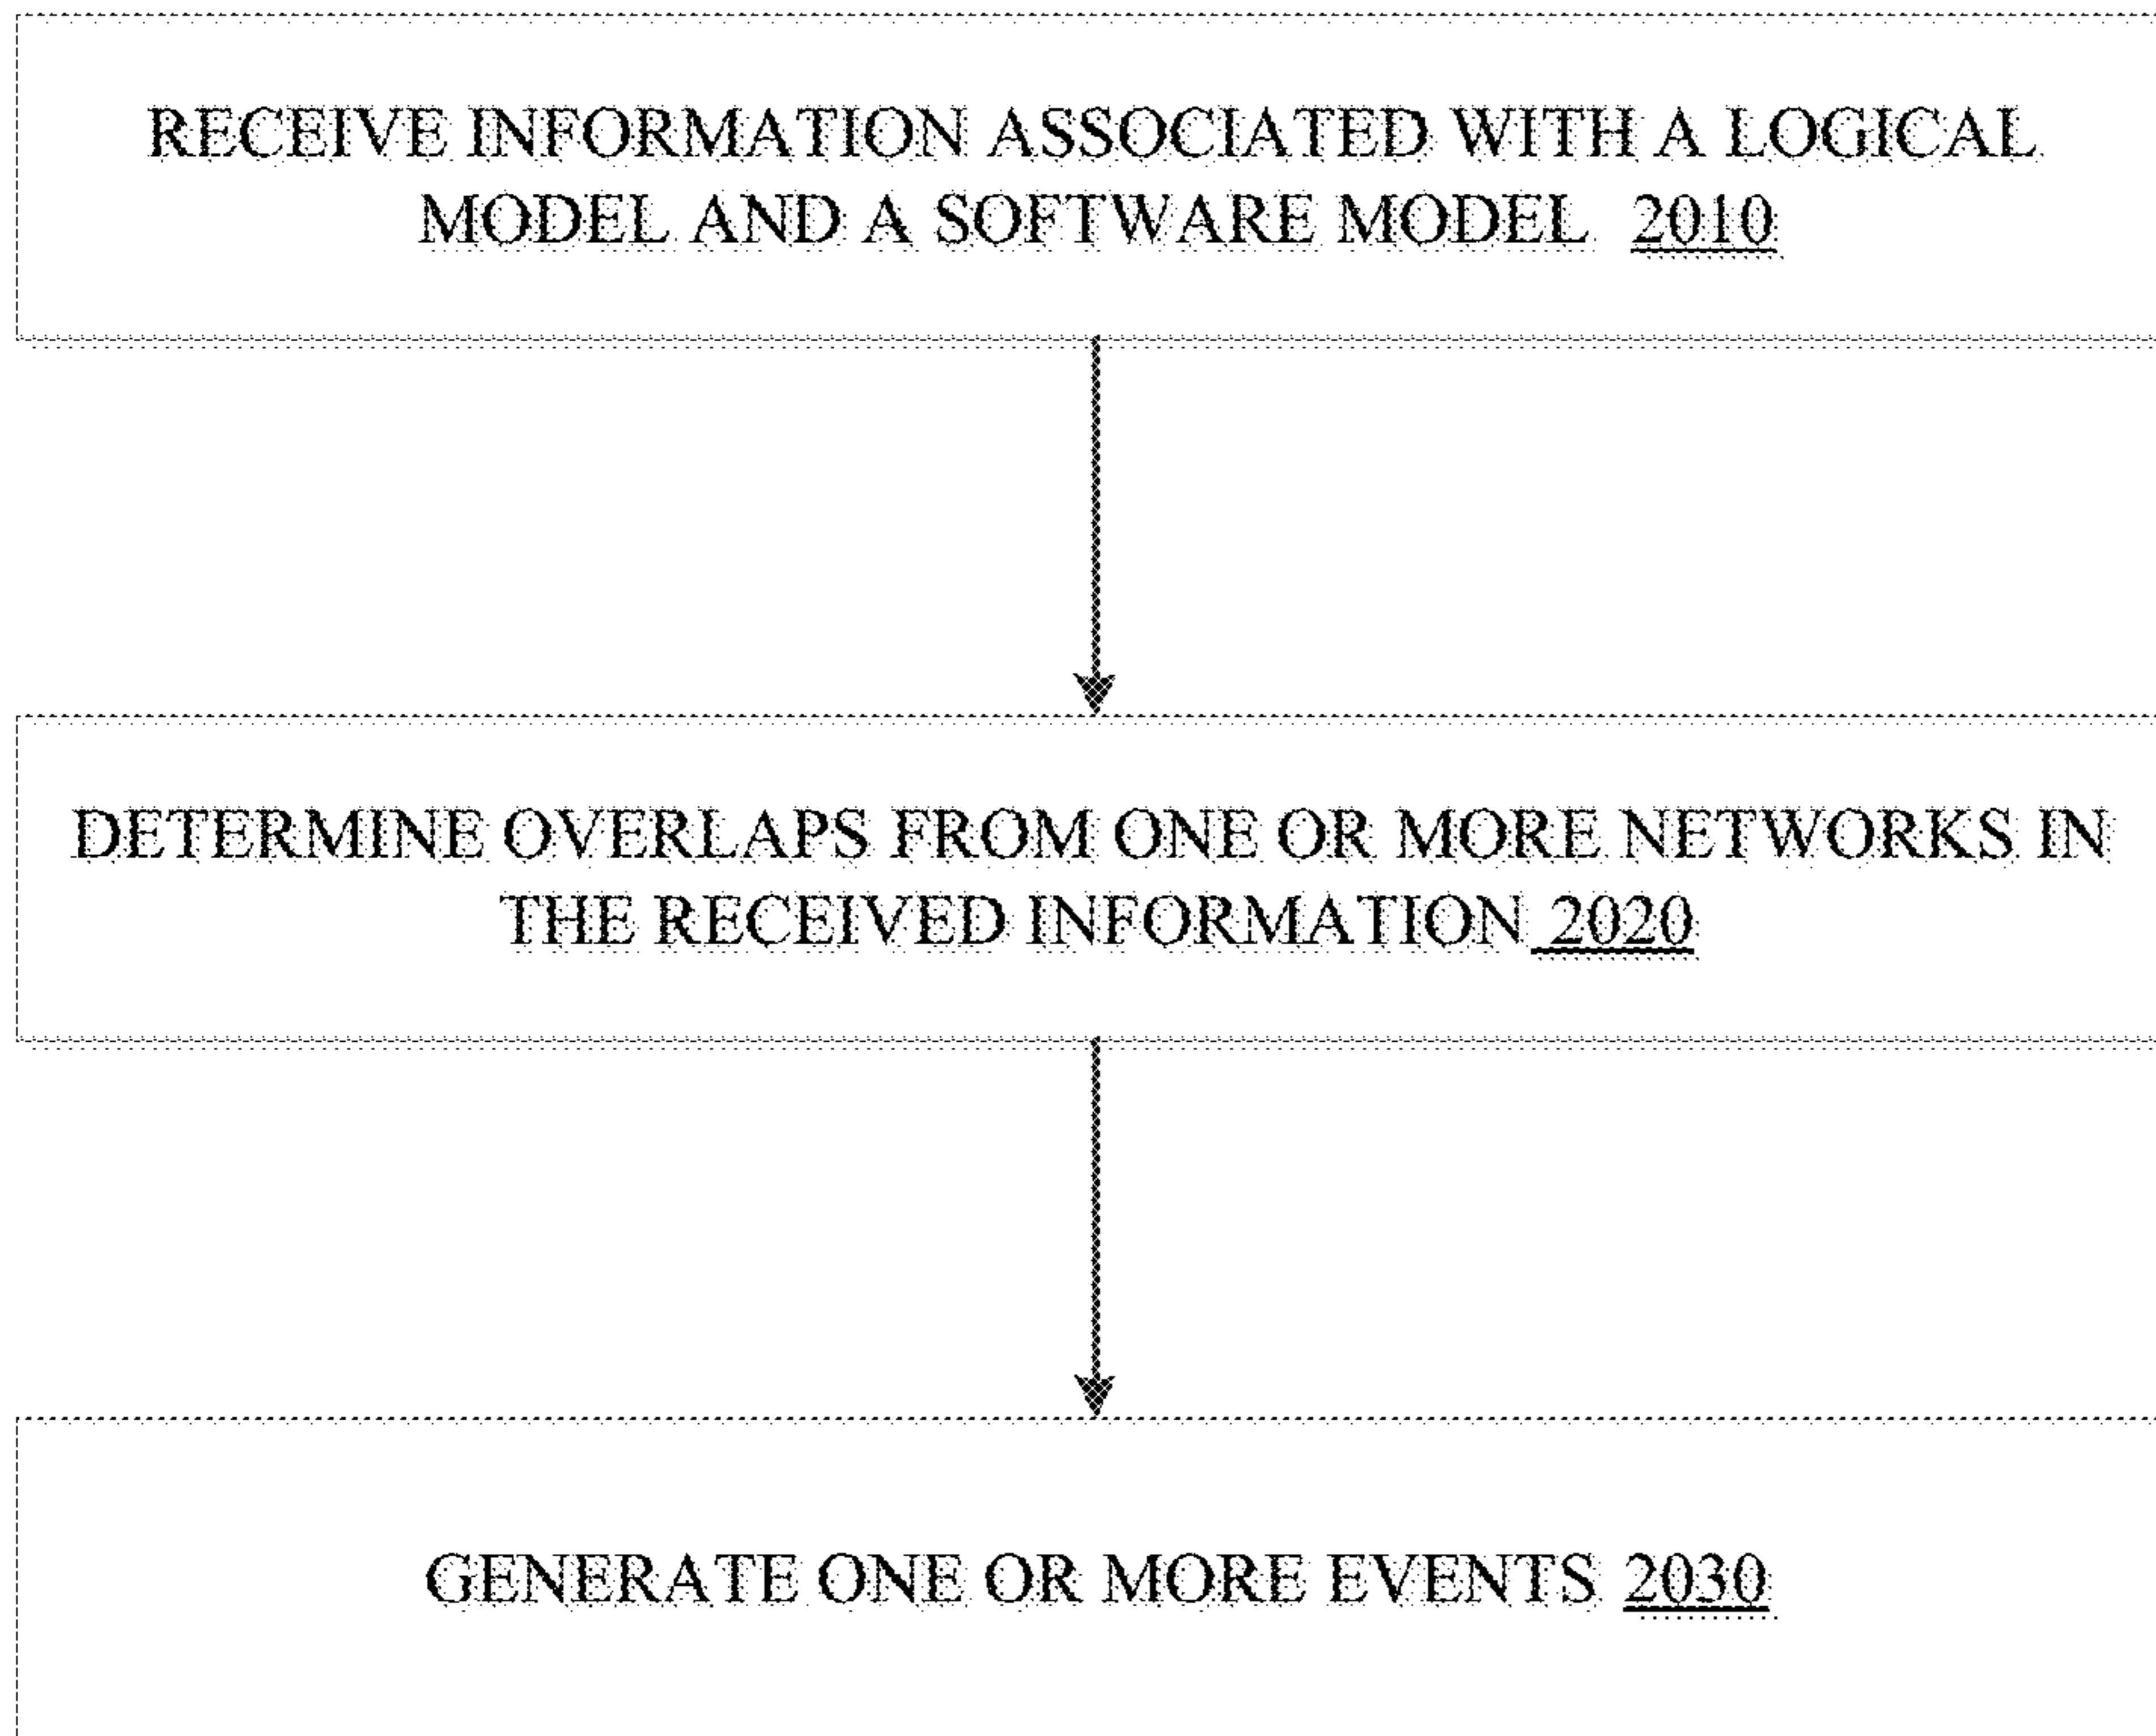 RECEIVE INFORMATION ASSOCIATED WITH A LOGICAL
MODEL AND A SOFTWARE MODEL 2010
DETERMINE OVERLAPS FROM ONE OR MORE NETWORKS IN
THE RECEIVED INFORMATION 2020
GENERATE ONE OR MORE EVENTS 2030